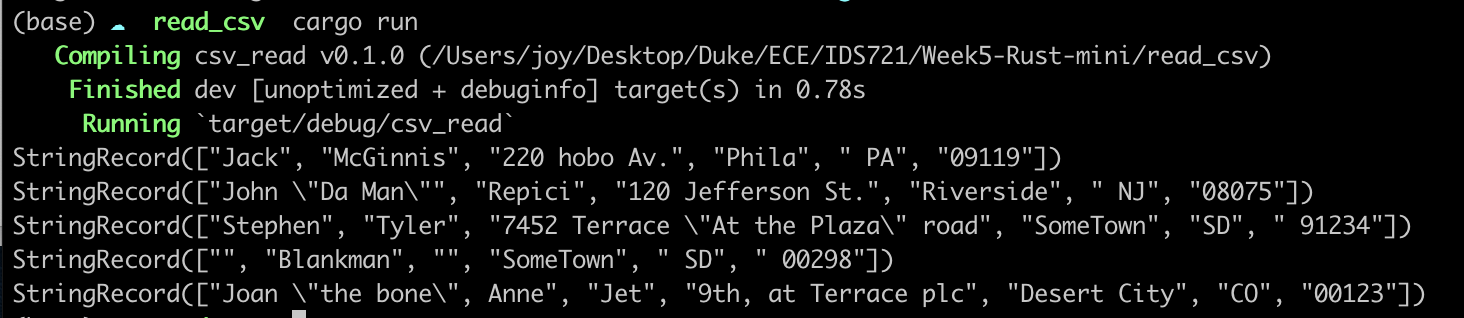 (base) ☁ read_csv cargo run
Compiling csv_read v0.1.0 (/Users/joy/Desktop/Duke/ECE/IDS721/Week5-Rust-mini/read_csv)
Finished dev [unoptimized + debuginfo] target(s) in 0.78s
Running `target/debug/csv_read`
StringRecord(["Jack", "McGinnis", "220 hobo Av.", "Phila", " PA", "09119"])
StringRecord(["John \"Da Man\"", "Repici", "120 Jefferson St.", "Riverside", " NJ", "08075"])
StringRecord(["Stephen", "Tyler", "7452 Terrace \"At the Plaza\" road", "SomeTown", "SD", " 91234"])
StringRecord(["", "Blankman", "", "SomeTown", " SD", " 00298"])
StringRecord(["Joan \"the bone\", Anne", "Jet", "9th, at Terrace plc", "Desert City", "CO", "00123"])